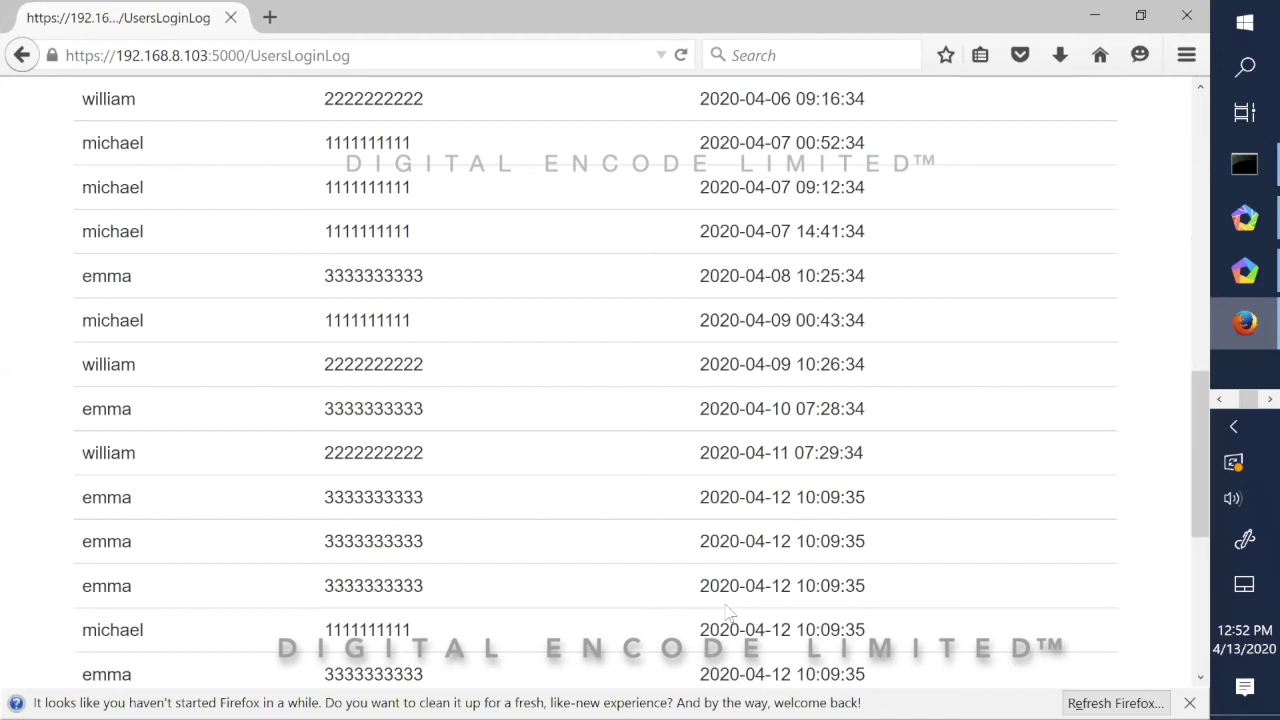 https://192.16.../UsersLoginLog
https://192.168.8.103:5000/UsersLoginLog
Search
william 2222222222 2020-04-06 09:16:34
michael 1111111111 2020-04-07 00:52:34
DIGITAL ENCODE LIMITED™
michael 1111111111 2020-04-07 09:12:34
michael 1111111111 2020-04-07 14:41:34
emma 3333333333 2020-04-08 10:25:34
michael 1111111111 2020-04-09 00:43:34
william 2222222222 2020-04-09 10:26:34
emma 3333333333 2020-04-10 07:28:34
william 2222222222 2020-04-11 07:29:34
emma 3333333333 2020-04-12 10:09:35
emma 3333333333 2020-04-12 10:09:35
emma 3333333333 2020-04-12 10:09:35
michael 1111111111 2020-04-12 10:09:35
DIGITAL ENCODE LIMITED™
emma 3333333333 2020-04-12 10:09:35
It looks like you haven't started Firefox in a while. Do you want to clean it up for a fresh, like-new experience? And by the way, welcome back!
Refresh Firefox...
12:52 PM
4/13/2020